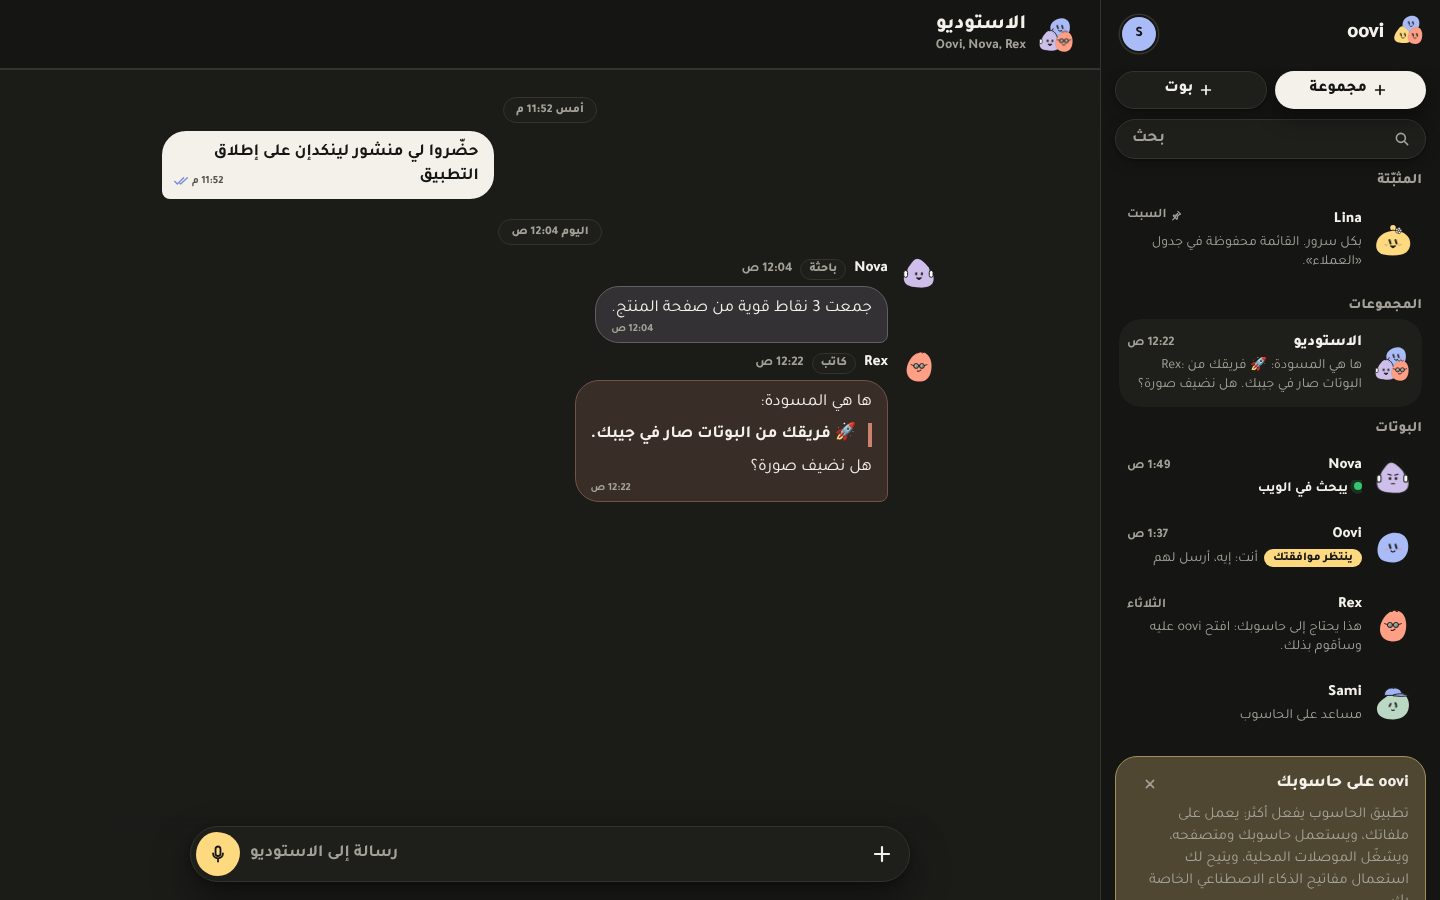 oovi
S
+ مجموعة
+ بوت
بحث
المثبّتة
Lina
السبت
بكل سرور. القائمة محفوظة في جدول
«العملاء».
المجموعات
الاستوديو
12:22 ص
Rex: ها هي المسودة: 🚀 فريقك من
البوتات صار في جيبك. هل نضيف صورة؟
البوتات
Nova
1:49 ص
يبحث في الويب
Oovi
1:37 ص
ينتظر موافقتك
أنت: إيه، أرسل لهم
Rex
الثلاثاء
هذا يحتاج إلى حاسوبك: افتح oovi عليه
وسأقوم بذلك.
Sami
مساعد على الحاسوب
oovi على حاسوبك
تطبيق الحاسوب يفعل أكثر: يعمل على
ملفاتك، ويستعمل حاسوبك ومتصفحه،
ويشغّل الموصلات المحلية، ويتيح لك
استعمال مفاتيح الذكاء الاصطناعي الخاصة
الاستوديو
Oovi, Nova, Rex
أمس 11:52 م
حضّروا لي منشور لينكدإن على إطلاق
التطبيق
11:52 م
اليوم 12:04 ص
Nova باحثة 12:04 ص
جمعت 3 نقاط قوية من صفحة المنتج.
12:04 ص
Rex كاتب 12:22 ص
ها هي المسودة:
🚀 فريقك من البوتات صار في جيبك.
هل نضيف صورة؟
12:22 ص
رسالة إلى الاستوديو